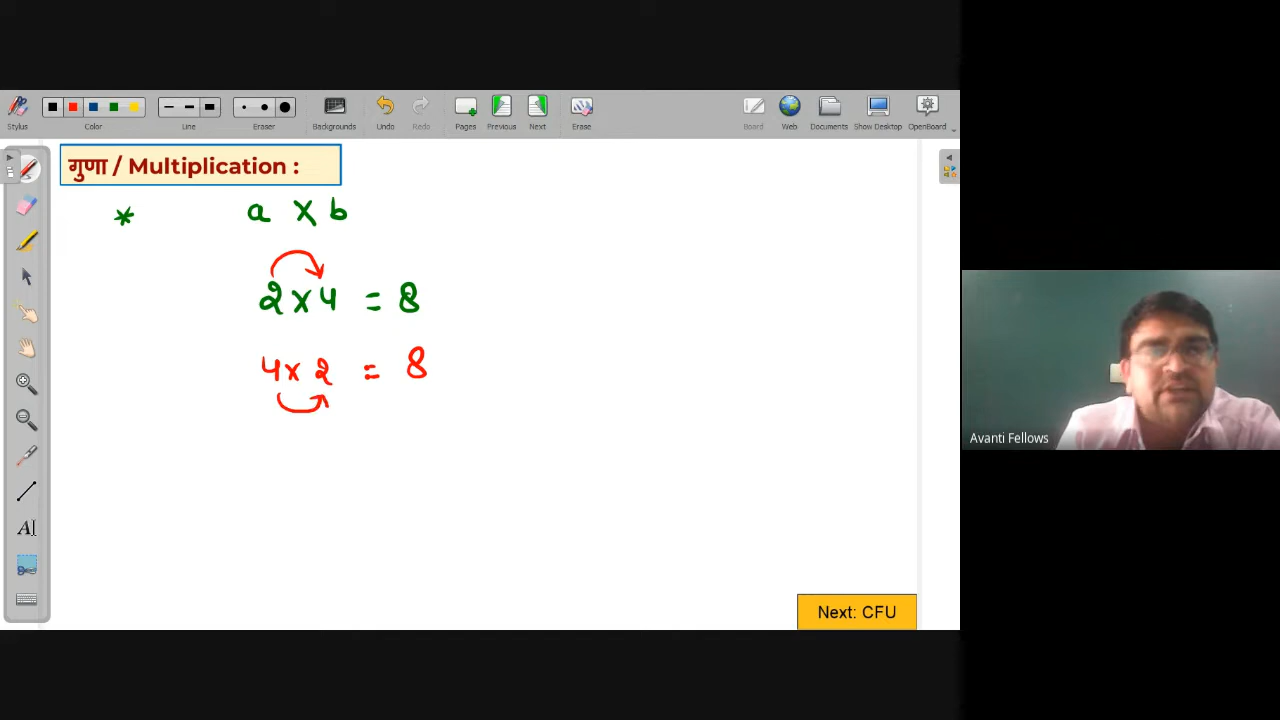 Stylus
Color
Line
Eraser
Backgrounds
Undo
Redo
Pages
Previous
Next
Erase
Board
Web
Documents
Show Desktop
OpenBoard
गुणा / Multiplication :
* a × b
2 × 4 = 8
4 × 2 = 8
Avanti Fellows
Next: CFU